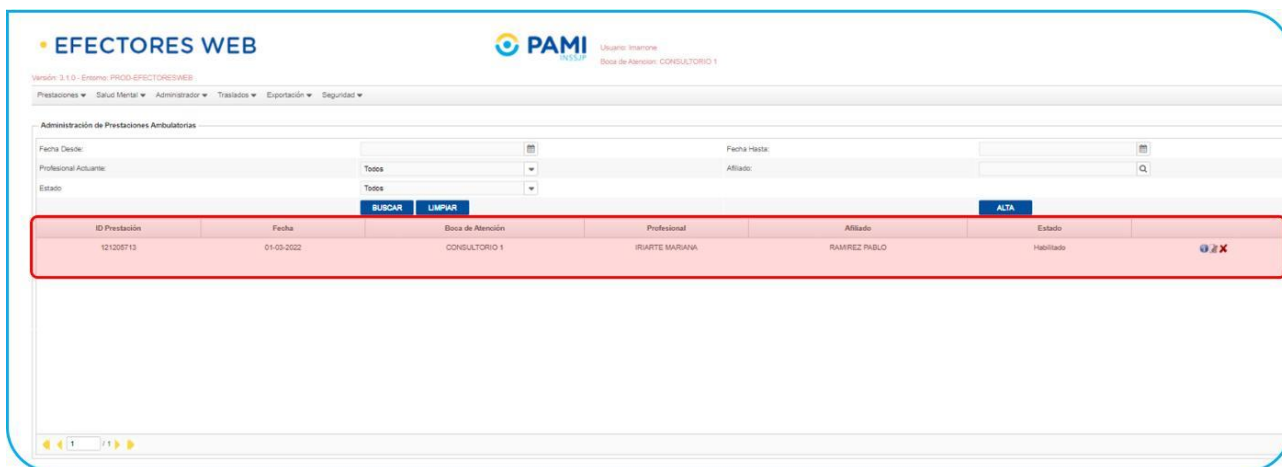 EFECTORES WEB
PAMI
INSSJP
Usuario: lmarrone
Boca de Atención: CONSULTORIO 1
Versión: 3.1.0 - Entorno: PROD-EFECTORESWEB
Prestaciones Salud Mental Administrador Traslados Exportación Seguridad
Administración de Prestaciones Ambulatorias
Fecha Desde: Fecha Hasta:
Profesional Actuante: Todos Afiliado:
Estado Todos
BUSCAR LIMPIAR ALTA
ID Prestación Fecha Boca de Atención Profesional Afiliado Estado
121205713 01-03-2022 CONSULTORIO 1 IRIARTE MARIANA RAMIREZ PABLO Habilitado
1 / 1